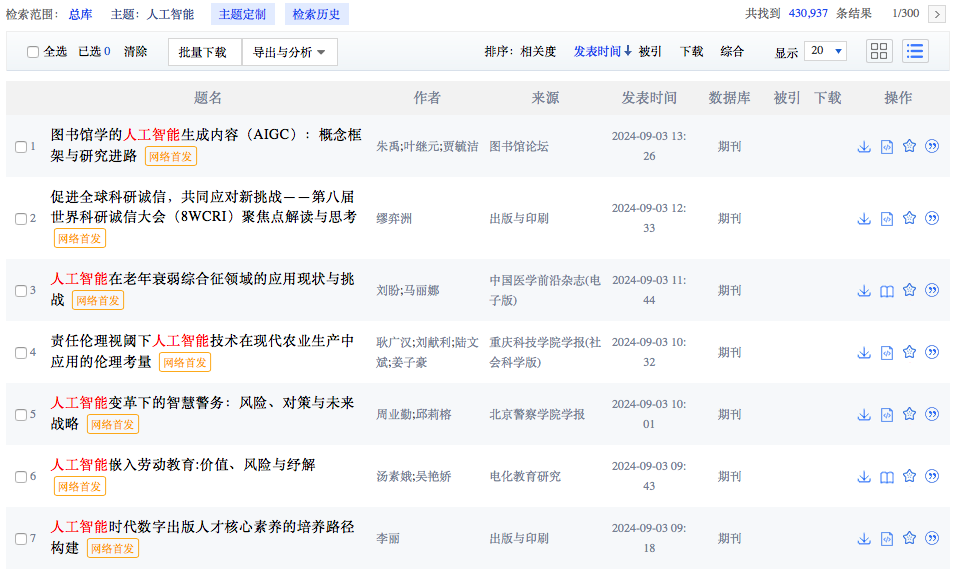 检索范围：总库 主题：人工智能 主题定制 检索历史 共找到 430,937 条结果 1/300
全选 已选0 清除 批量下载 导出与分析 排序：相关度 发表时间 被引 下载 综合 显示 20
题名 作者 来源 发表时间 数据库 被引 下载 操作
1 图书馆学的人工智能生成内容（AIGC）：概念框架与研究进路 网络首发
朱禹;叶继元;贾毓洁 图书馆论坛 2024-09-03 13:26 期刊
2 促进全球科研诚信，共同应对新挑战——第八届世界科研诚信大会（8WCRI）聚焦点解读与思考 网络首发
缪弈洲 出版与印刷 2024-09-03 12:33 期刊
3 人工智能在老年衰弱综合征领域的应用现状与挑战 网络首发
刘盼;马丽娜 中国医学前沿杂志(电子版) 2024-09-03 11:44 期刊
4 责任伦理视阈下人工智能技术在现代农业生产中应用的伦理考量 网络首发
耿广汉;刘献利;陆文斌;姜子豪 重庆科技学院学报(社会科学版) 2024-09-03 10:32 期刊
5 人工智能变革下的智慧警务：风险、对策与未来战略 网络首发
周业勤;邱莉榕 北京警察学院学报 2024-09-03 10:01 期刊
6 人工智能嵌入劳动教育:价值、风险与纾解 网络首发
汤素娥;吴艳娇 电化教育研究 2024-09-03 09:43 期刊
7 人工智能时代数字出版人才核心素养的培养路径构建 网络首发
李丽 出版与印刷 2024-09-03 09:18 期刊